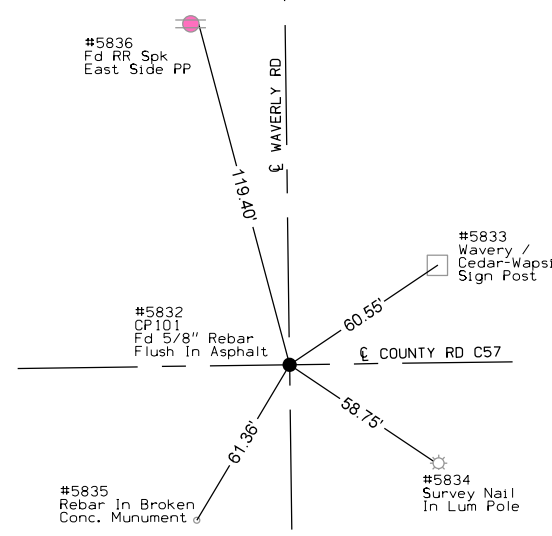 #5836
Fd RR Spk
East Side PP
℄ WAVERLY RD
119.40'
#5833
Wavery /
Cedar-Wapsi
Sign Post
60.55'
#5832
CP101
Fd 5/8" Rebar
Flush In Asphalt
℄ COUNTY RD C57
58.75'
61.36'
#5834
Survey Nail
In Lum Pole
#5835
Rebar In Broken
Conc. Munument